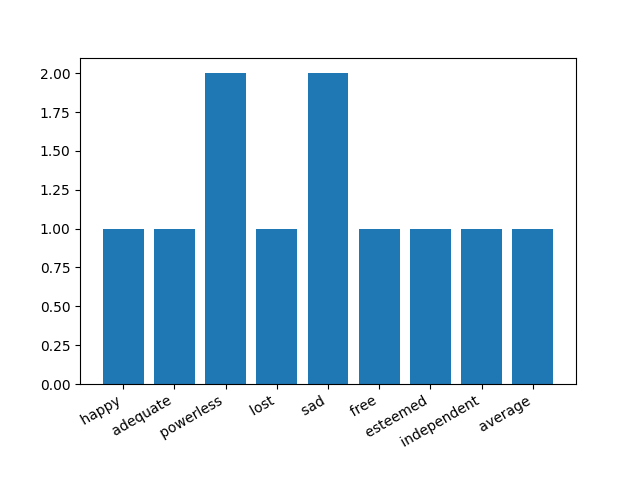 2.00
1.75
1.50
1.25
1.00
0.75
0.50
0.25
0.00
happy
adequate
powerless
lost
sad
free
esteemed
independent
average